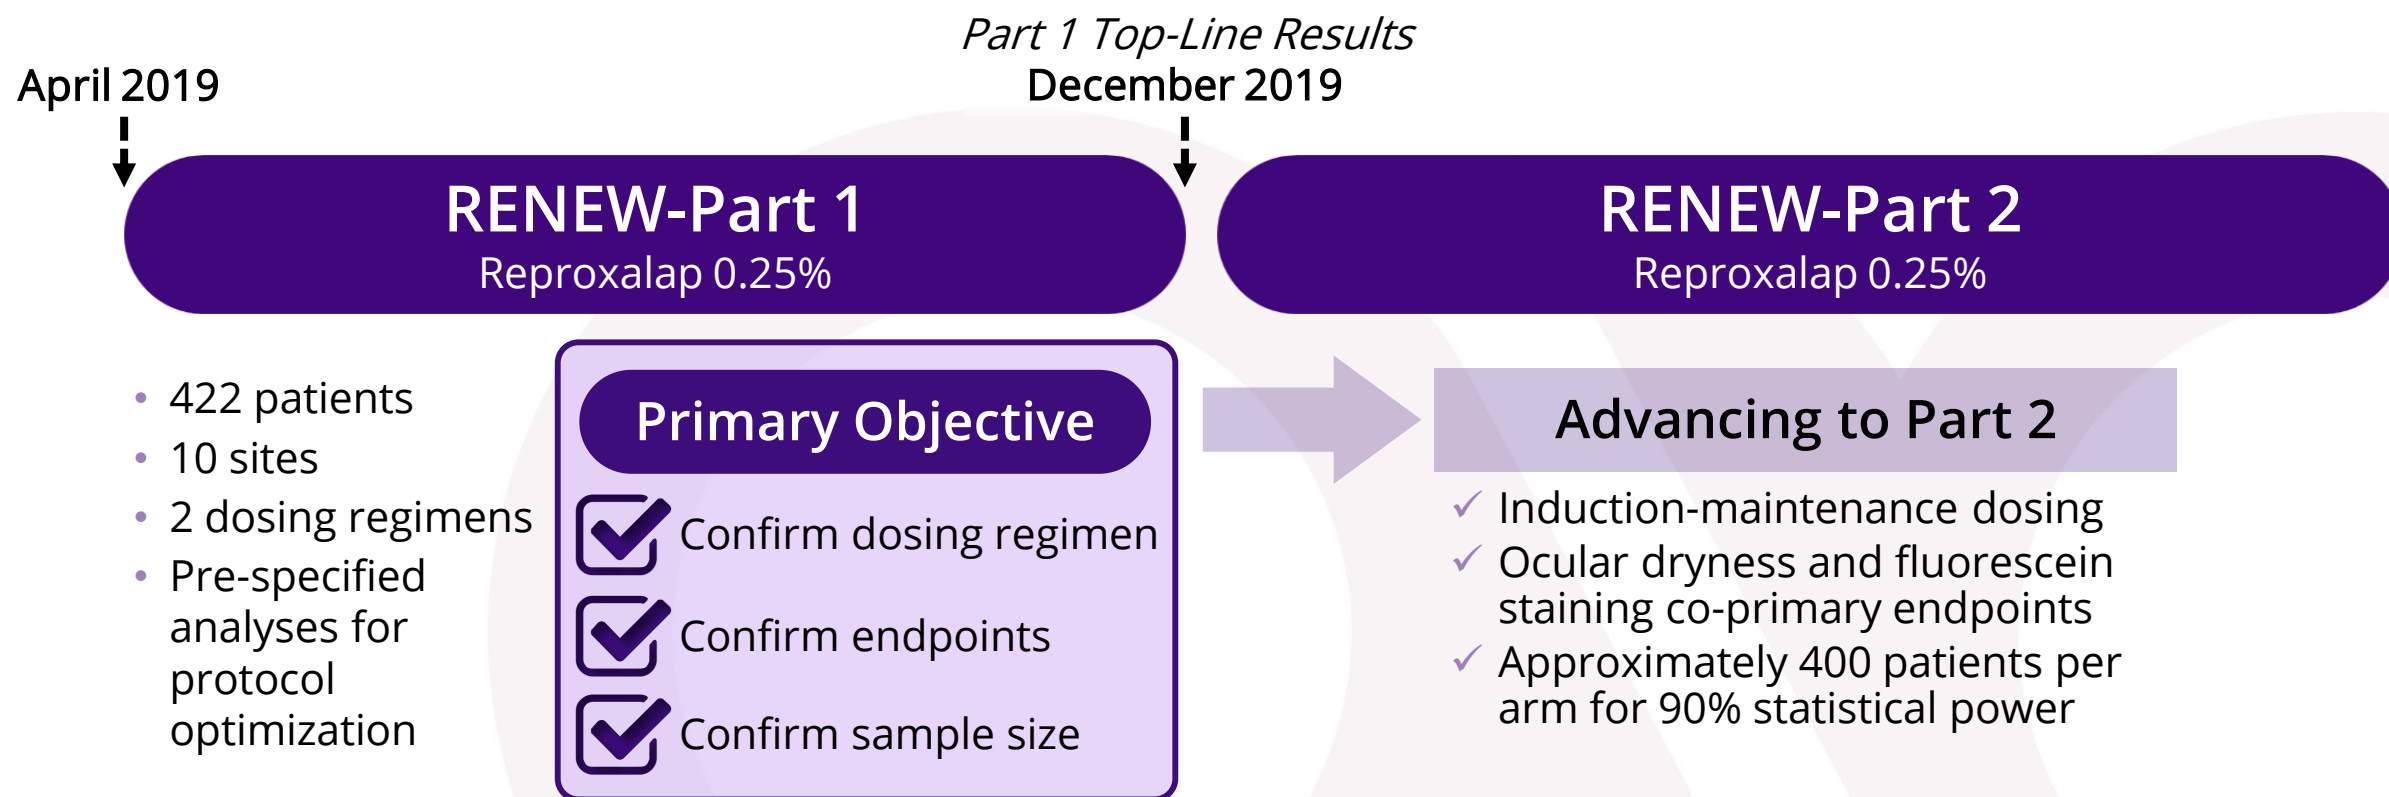 Part 1 Top-Line Results
April 2019
December 2019
RENEW-Part 1
Reproxalap 0.25%
RENEW-Part 2
Reproxalap 0.25%
• 422 patients
• 10 sites
• 2 dosing regimens
• Pre-specified
analyses for
protocol
optimization
Primary Objective
Confirm dosing regimen
Confirm endpoints
Confirm sample size
Advancing to Part 2
✓ Induction-maintenance dosing
✓ Ocular dryness and fluorescein
staining co-primary endpoints
✓ Approximately 400 patients per
arm for 90% statistical power